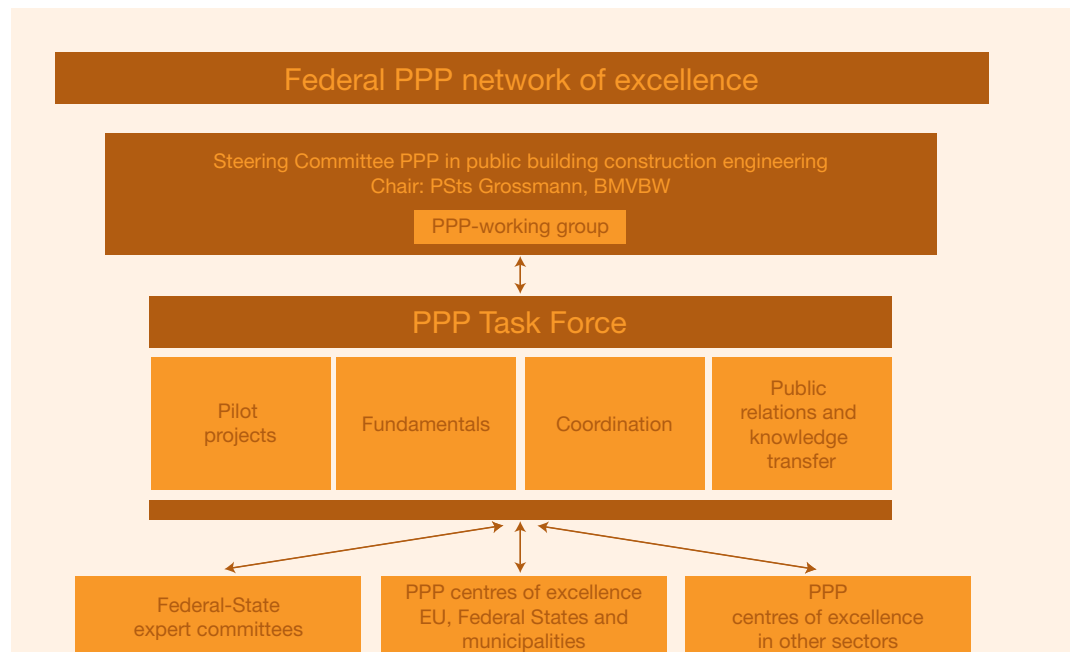 Federal PPP network of excellence
Steering Committee PPP in public building construction engineering
Chair: PSts Grossmann, BMVBW
PPP-working group
PPP Task Force
Pilot
projects
Fundamentals
Coordination
Public
relations and
knowledge
transfer
Federal-State
expert committees
PPP centres of excellence
EU, Federal States and
municipalities
PPP
centres of excellence
in other sectors